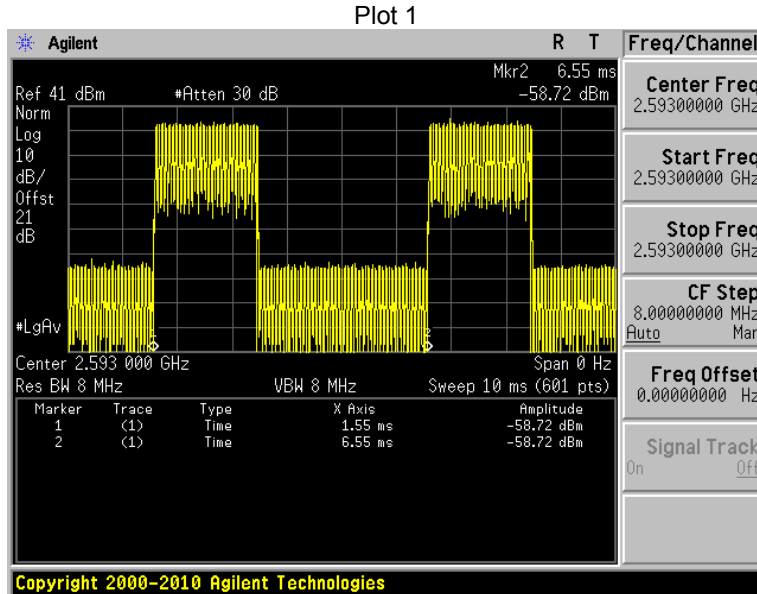 Plot 1
Agilent R T Freq/Channel
Mkr2 6.55 ms
Ref 41 dBm #Atten 30 dB -58.72 dBm
Norm
Log
10
dB/
Offst
21
dB
#LgAv
1 2
Center 2.593 000 GHz Span 0 Hz
Res BW 8 MHz VBW 8 MHz Sweep 10 ms (601 pts)
Marker Trace Type X Axis Amplitude
1 (1) Time 1.55 ms -58.72 dBm
2 (1) Time 6.55 ms -58.72 dBm
Center Freq
2.59300000 GHz
Start Freq
2.59300000 GHz
Stop Freq
2.59300000 GHz
CF Step
8.00000000 MHz
Auto Man
Freq Offset
0.00000000 Hz
Signal Track
On Off
Copyright 2000-2010 Agilent Technologies